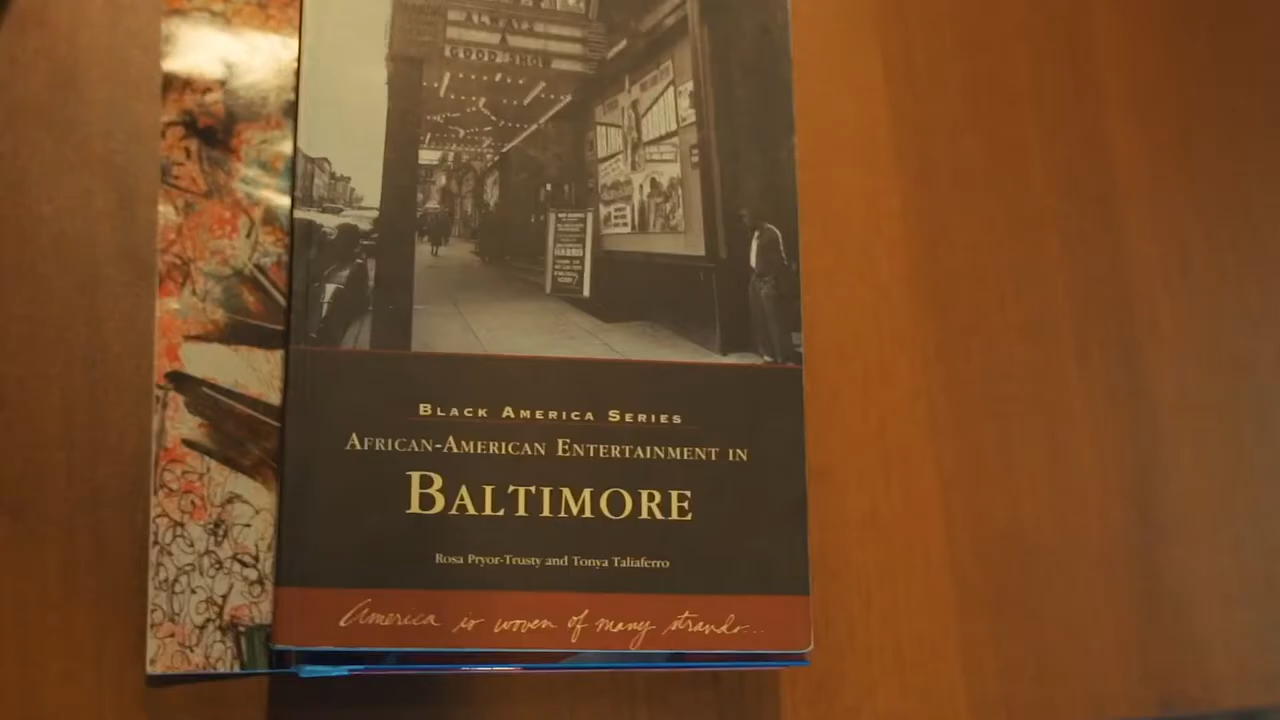 ALWAYS
A
GOOD SHOW
BLACK AMERICA SERIES
AFRICAN-AMERICAN ENTERTAINMENT IN
BALTIMORE
Rosa Pryor-Trusty and Tonya Taliaferro
America is woven of many strands...